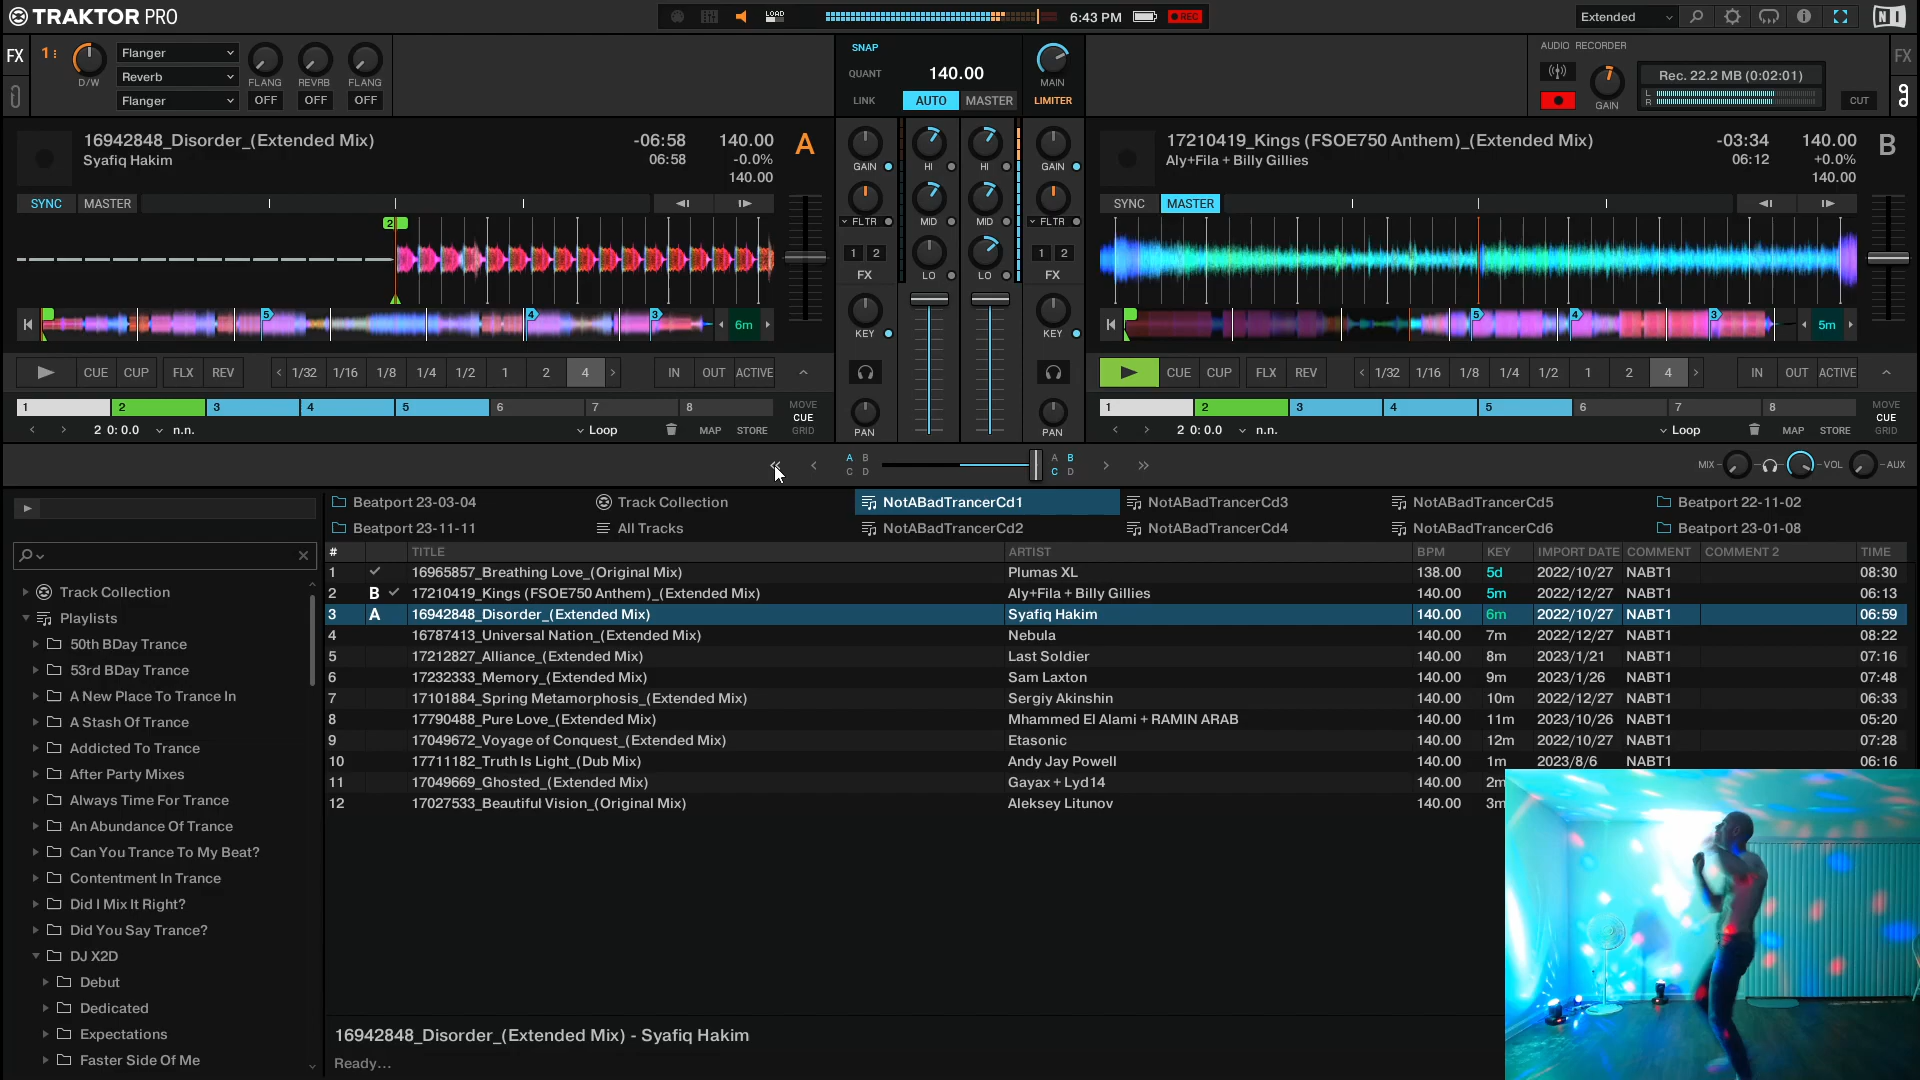 TRAKTOR PRO
LOAD
6:43 PM
REC
Extended
FX
1
D/W
Flanger
Reverb
Flanger
FLANG
REVRB
FLANG
OFF
OFF
OFF
SNAP
QUANT
140.00
LINK
AUTO
MASTER
MAIN
LIMITER
AUDIO RECORDER
GAIN
Rec. 22.2 MB (0:02:01)
L
R
CUT
FX
16942848_Disorder_(Extended Mix)
Syafiq Hakim
-06:58
06:58
140.00
-0.0%
140.00
A
SYNC
MASTER
2
5
4
3
6m
CUE
CUP
FLX
REV
1/32
1/16
1/8
1/4
1/2
1
2
4
IN
OUT
ACTIVE
1
2
3
4
5
6
7
8
MOVE
CUE
GRID
2 0: 0.0
n.n.
Loop
MAP
STORE
GAIN
HI
HI
GAIN
FLTR
MID
MID
FLTR
1 2
FX
LO
LO
1 2
FX
KEY
KEY
PAN
PAN
17210419_Kings (FSOE750 Anthem)_(Extended Mix)
Aly+Fila + Billy Gillies
-03:34
06:12
140.00
+0.0%
140.00
B
SYNC
MASTER
5
4
3
5m
CUE
CUP
FLX
REV
1/32
1/16
1/8
1/4
1/2
1
2
4
IN
OUT
ACTIVE
1
2
3
4
5
6
7
8
MOVE
CUE
GRID
2 0: 0.0
n.n.
Loop
MAP
STORE
A B
C D
A B
C D
MIX
VOL
AUX
Beatport 23-03-04
Track Collection
NotABadTrancerCd1
NotABadTrancerCd3
NotABadTrancerCd5
Beatport 22-11-02
Beatport 23-11-11
All Tracks
NotABadTrancerCd2
NotABadTrancerCd4
NotABadTrancerCd6
Beatport 23-01-08
Track Collection
Playlists
50th BDay Trance
53rd BDay Trance
A New Place To Trance In
A Stash Of Trance
Addicted To Trance
After Party Mixes
Always Time For Trance
An Abundance Of Trance
Can You Trance To My Beat?
Contentment In Trance
Did I Mix It Right?
Did You Say Trance?
DJ X2D
Debut
Dedicated
Expectations
Faster Side Of Me
# TITLE ARTIST BPM KEY IMPORT DATE COMMENT COMMENT 2 TIME
1 16965857_Breathing Love_(Original Mix) Plumas XL 138.00 5d 2022/10/27 NABT1 08:30
2 B 17210419_Kings (FSOE750 Anthem)_(Extended Mix) Aly+Fila + Billy Gillies 140.00 5m 2022/12/27 NABT1 06:13
3 A 16942848_Disorder_(Extended Mix) Syafiq Hakim 140.00 6m 2022/10/27 NABT1 06:59
4 16787413_Universal Nation_(Extended Mix) Nebula 140.00 7m 2022/12/27 NABT1 08:22
5 17212827_Alliance_(Extended Mix) Last Soldier 140.00 8m 2023/1/21 NABT1 07:16
6 17232333_Memory_(Extended Mix) Sam Laxton 140.00 9m 2023/1/26 NABT1 07:48
7 17101884_Spring Metamorphosis_(Extended Mix) Sergiy Akinshin 140.00 10m 2022/12/27 NABT1 06:33
8 17790488_Pure Love_(Extended Mix) Mhammed El Alami + RAMIN ARAB 140.00 11m 2023/10/26 NABT1 05:20
9 17049672_Voyage of Conquest_(Extended Mix) Etasonic 140.00 12m 2022/10/27 NABT1 07:28
10 17711182_Truth Is Light_(Dub Mix) Andy Jay Powell 140.00 1m 2023/8/6 NABT1 06:16
11 17049669_Ghosted_(Extended Mix) Gayax + Lyd14 140.00 2m
12 17027533_Beautiful Vision_(Original Mix) Aleksey Litunov 140.00 3m
16942848_Disorder_(Extended Mix) - Syafiq Hakim
Ready...